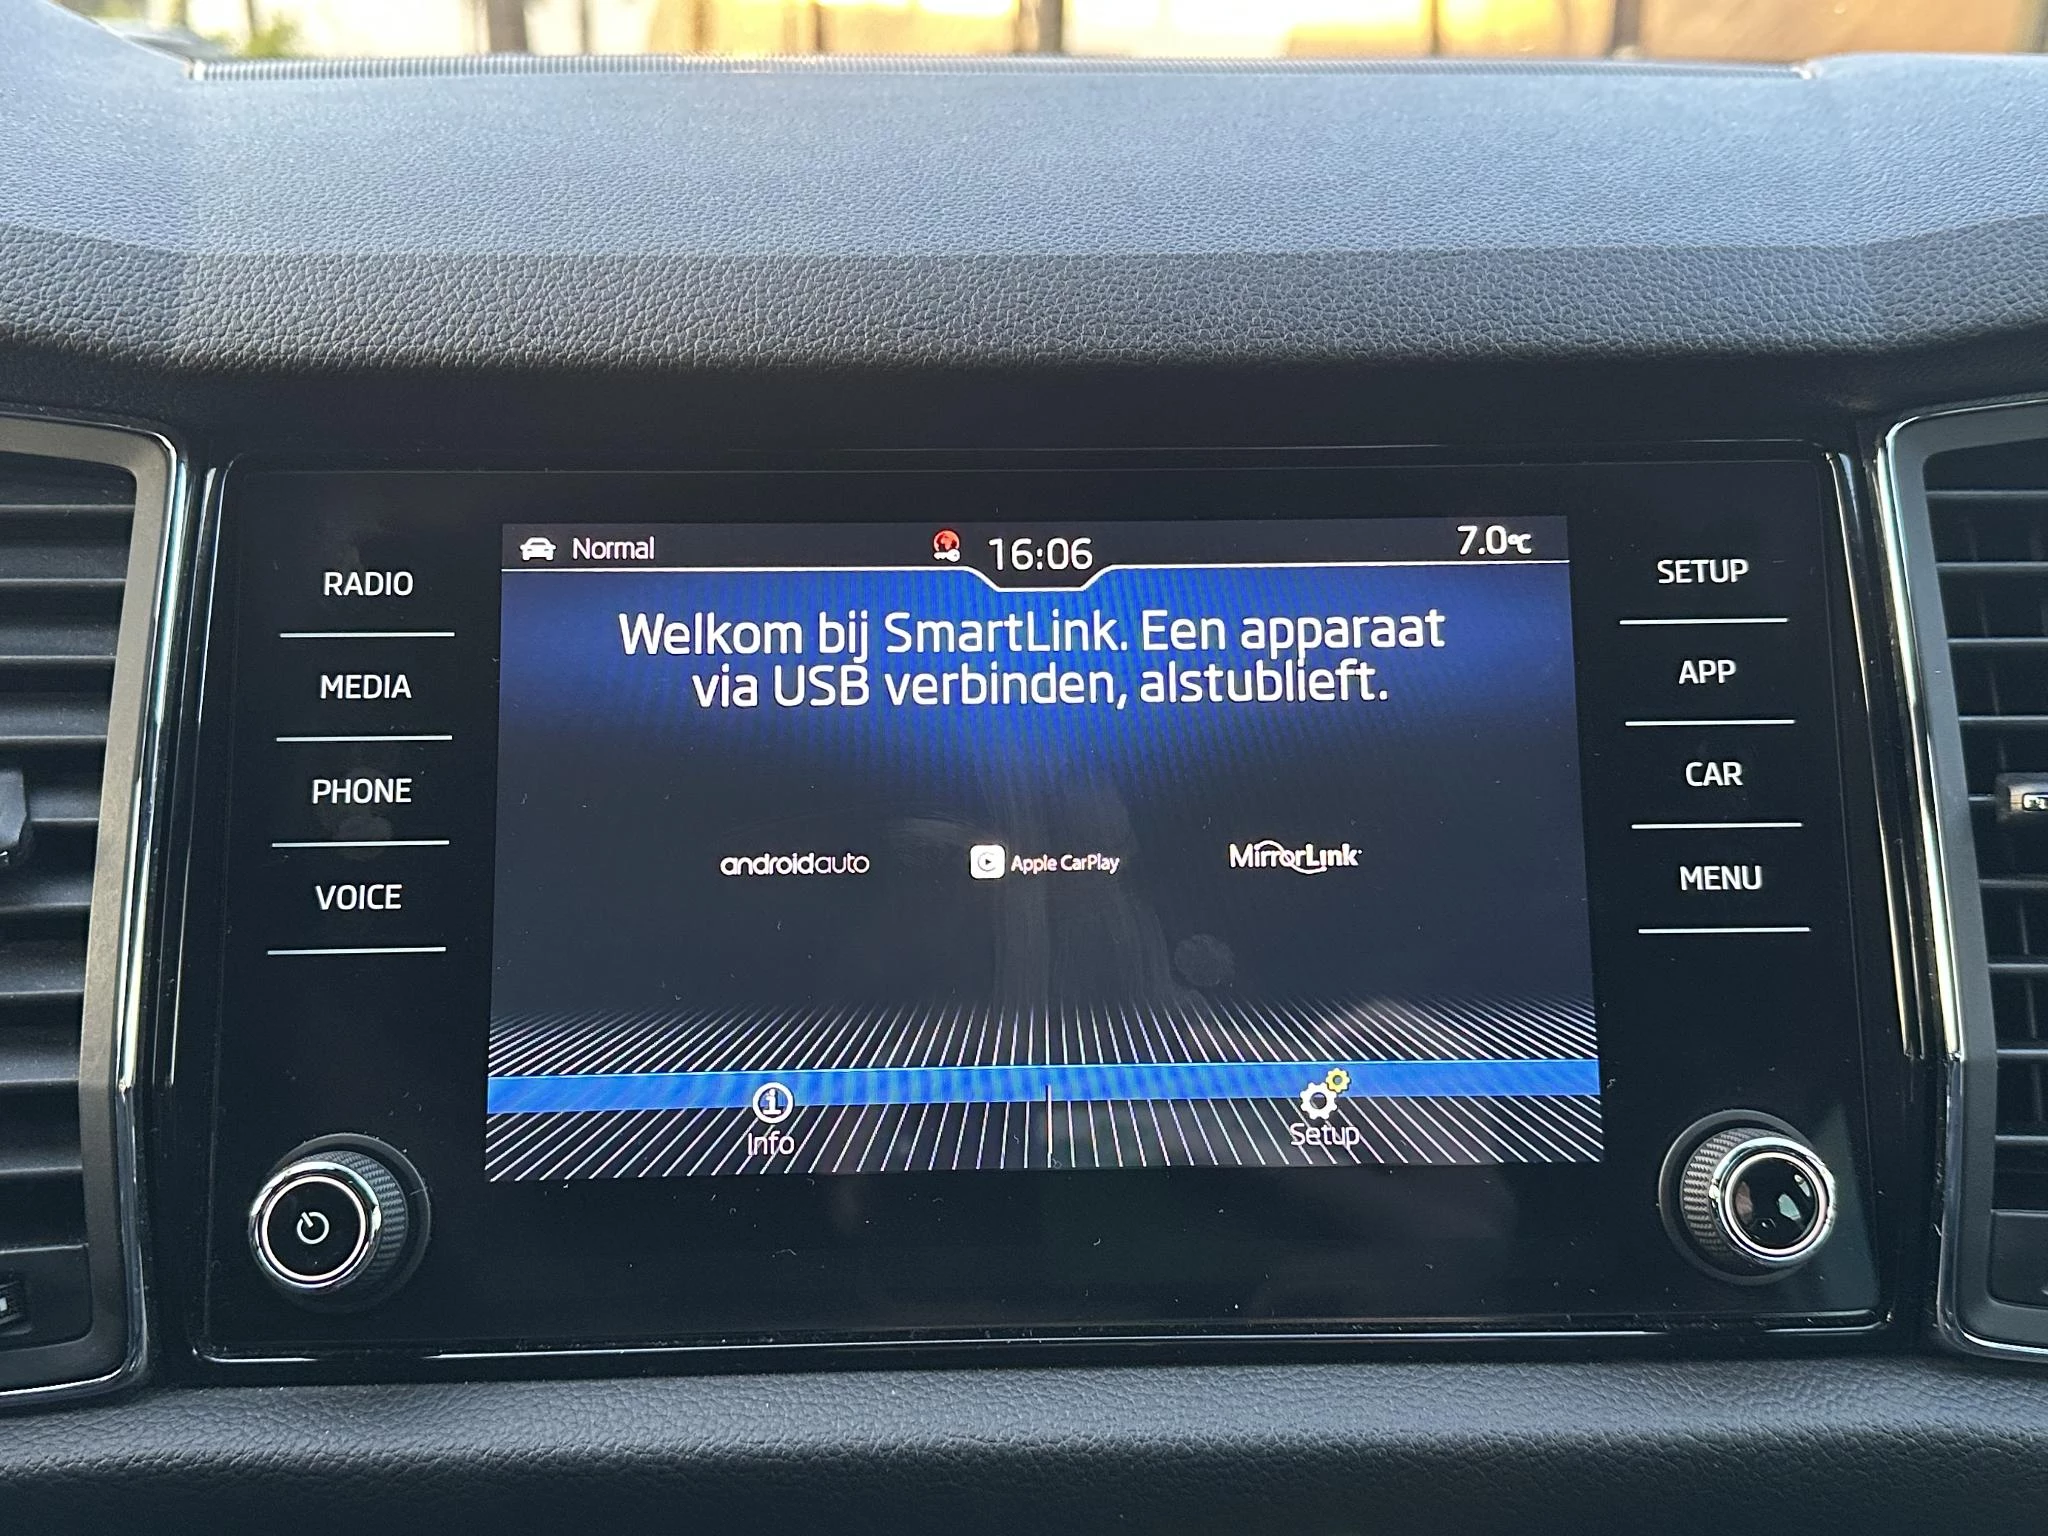 Normal
16:06
7.0°C
RADIO
MEDIA
PHONE
VOICE
Welkom bij SmartLink. Een apparaat
via USB verbinden, alstublieft.
androidauto
Apple CarPlay
MirrorLink
Info
Setup
SETUP
APP
CAR
MENU